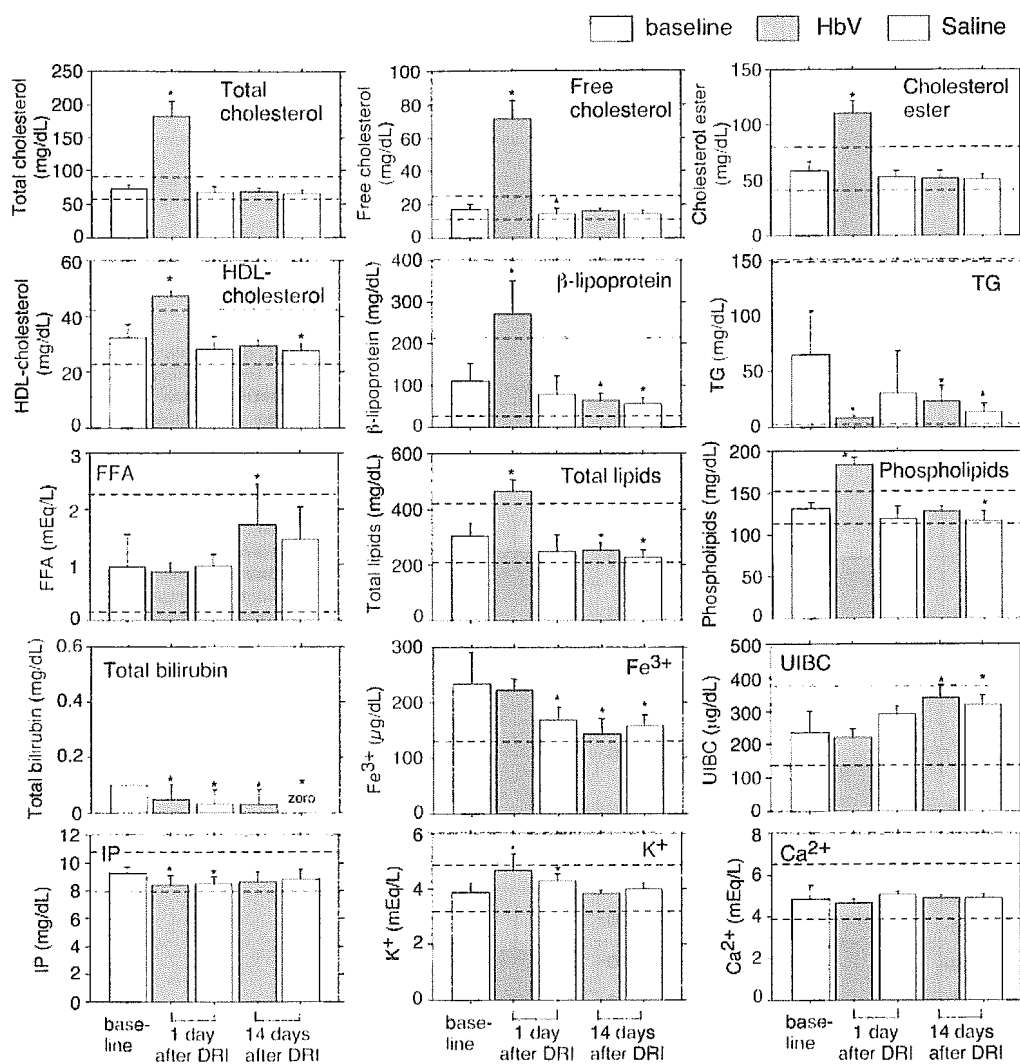 baseline HbV Saline
Total cholesterol
(mg/dL)
250
200
150
100
50
0
Total
cholesterol
*
Free cholesterol
(mg/dL)
100
80
60
40
20
0
Free
cholesterol
*
*
Cholesterol ester
(mg/dL)
150
100
50
0
Cholesterol
ester
*
HDL-cholesterol
(mg/dL)
60
40
20
0
HDL-
cholesterol
*
*
β-lipoprotein (mg/dL)
400
300
200
100
0
β-lipoprotein
*
*
*
TG (mg/dL)
150
100
50
0
TG
*
*
*
FFA (mEq/L)
3
2
1
0
FFA
*
Total lipids (mg/dL)
600
400
200
0
Total lipids
*
*
*
Phospholipids (mg/dL)
200
150
100
50
0
Phospholipids
*
*
Total bilirubin (mg/dL)
0.6
0.4
0.2
0
Total bilirubin
*
*
*
*
zero
Fe3+ (µg/dL)
300
200
100
0
Fe3+
*
*
*
UIBC (µg/dL)
500
400
300
200
100
0
UIBC
*
*
IP (mg/dL)
12
10
8
6
4
2
0
IP
*
*
K+ (mEq/L)
6
4
2
0
K+
*
*
Ca2+ (mEq/L)
8
6
4
2
0
Ca2+
base-
line
1 day
after DRI
14 days
after DRI
base-
line
1 day
after DRI
14 days
after DRI
base-
line
1 day
after DRI
14 days
after DRI